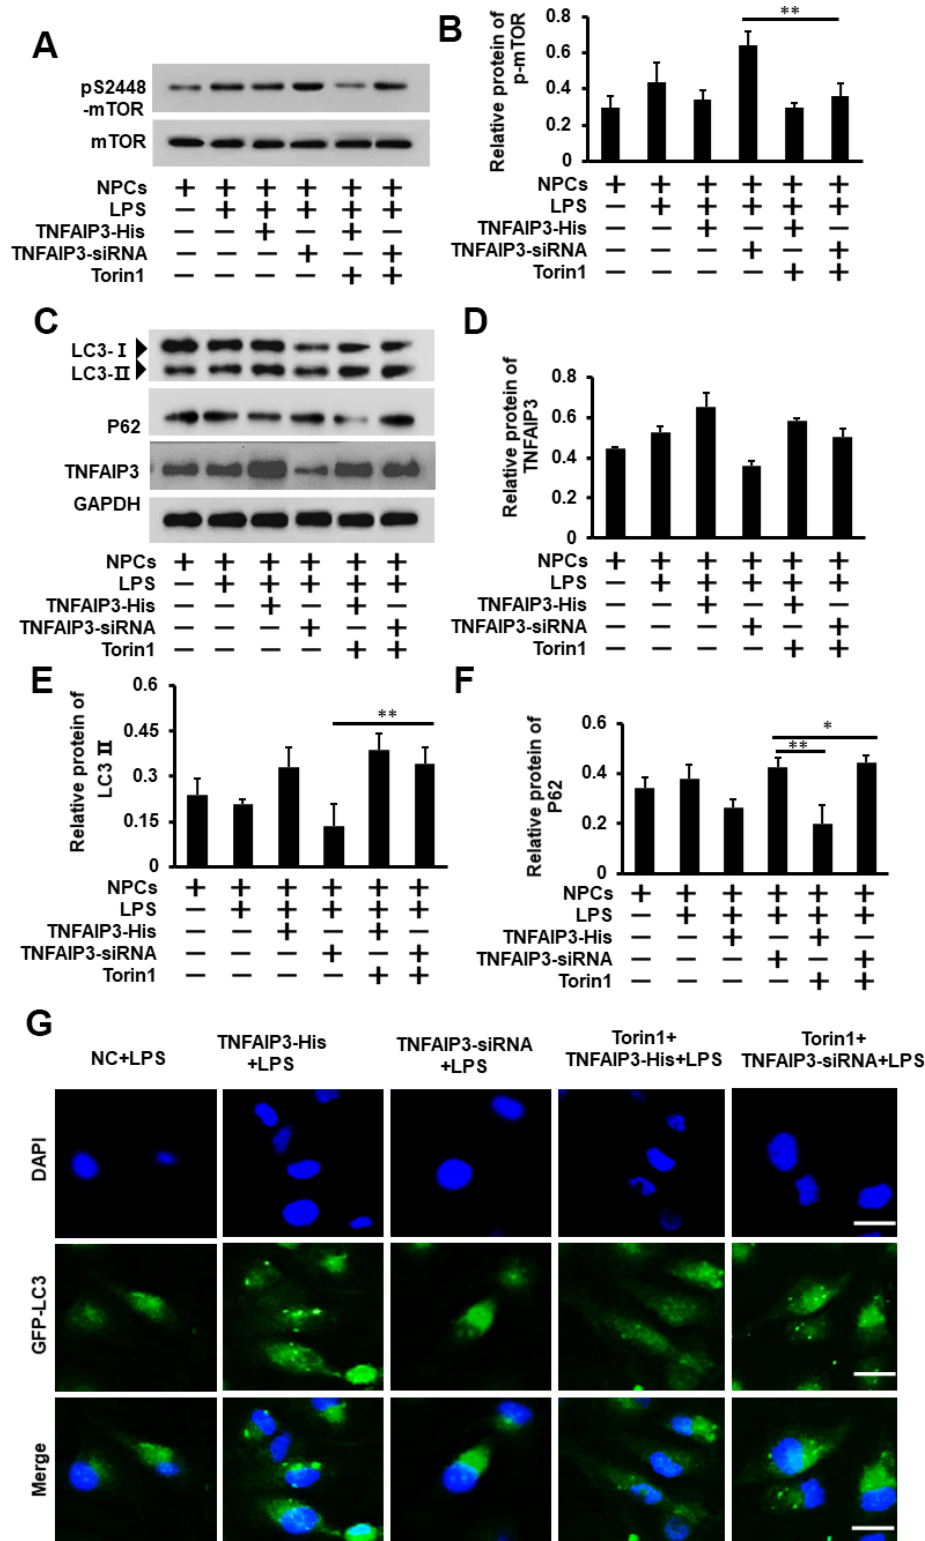 A
pS2448
-mTOR
mTOR
NPCs + + + + + +
LPS — + + + + +
TNFAIP3-His — — + — + —
TNFAIP3-siRNA — — — + — +
Torin1 — — — — + +
B
Relative protein of
p-mTOR
0.8
0.6
0.4
0.2
0
**
NPCs + + + + + +
LPS — + + + + +
TNFAIP3-His — — + — + —
TNFAIP3-siRNA — — — + — +
Torin1 — — — — + +
C
LC3-I
LC3-II
P62
TNFAIP3
GAPDH
NPCs + + + + + +
LPS — + + + + +
TNFAIP3-His — — + — + —
TNFAIP3-siRNA — — — + — +
Torin1 — — — — + +
D
Relative protein of
TNFAIP3
0.8
0.6
0.4
0.2
0
NPCs + + + + + +
LPS — + + + + +
TNFAIP3-His — — + — + —
TNFAIP3-siRNA — — — + — +
Torin1 — — — — + +
E
Relative protein of
LC3 II
0.6
0.45
0.3
0.15
0
**
NPCs + + + + + +
LPS — + + + + +
TNFAIP3-His — — + — + —
TNFAIP3-siRNA — — — + — +
Torin1 — — — — + +
F
Relative protein of
P62
0.6
0.4
0.2
0
*
**
NPCs + + + + + +
LPS — + + + + +
TNFAIP3-His — — + — + —
TNFAIP3-siRNA — — — + — +
Torin1 — — — — + +
G
NC+LPS
TNFAIP3-His
+LPS
TNFAIP3-siRNA
+LPS
Torin1+
TNFAIP3-His+LPS
Torin1+
TNFAIP3-siRNA+LPS
DAPI
GFP-LC3
Merge